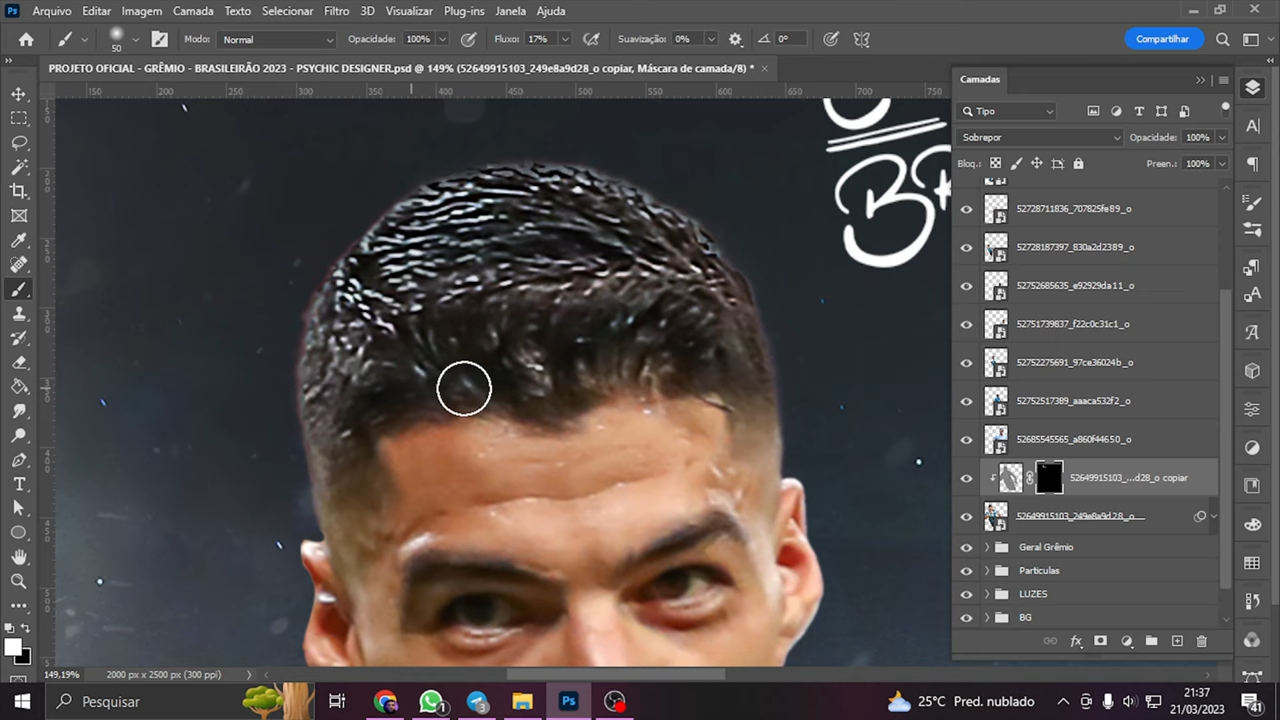 Ps Arquivo Editar Imagem Camada Texto Selecionar Filtro 3D Visualizar Plug-ins Janela Ajuda
50 Modo: Normal Opacidade: 100% Fluxo: 17% Suavização: 0% 0° Compartilhar
PROJETO OFICIAL - GRÊMIO - BRASILEIRÃO 2023 - PSYCHIC DESIGNER.psd @ 149% (52649915103_249e8a9d28_o copiar, Máscara de camada/8) *
150 200 250 300 350 400 450 500 550 600 650 700 750
Camadas
Tipo
Sobrepor Opacidade: 100%
Bloq.: Preen.: 100%
52728711836_707825fe89_o
52728187397_830a2d2389_o
52752685635_e92929da11_o
52751739837_f22c0c31c1_o
52752275691_97ce36024b_o
52752517389_aaaca532f2_o
52685545565_a860f44650_o
52649915103_...d28_o copiar
52649915103_249e8a9d28_o
Geral Grêmio
Particulas
LUZES
BG
149,19% 2000 px x 2500 px (300 ppi)
Pesquisar
1
3
Ps
25°C Pred. nublado
21:37
21/03/2023
41